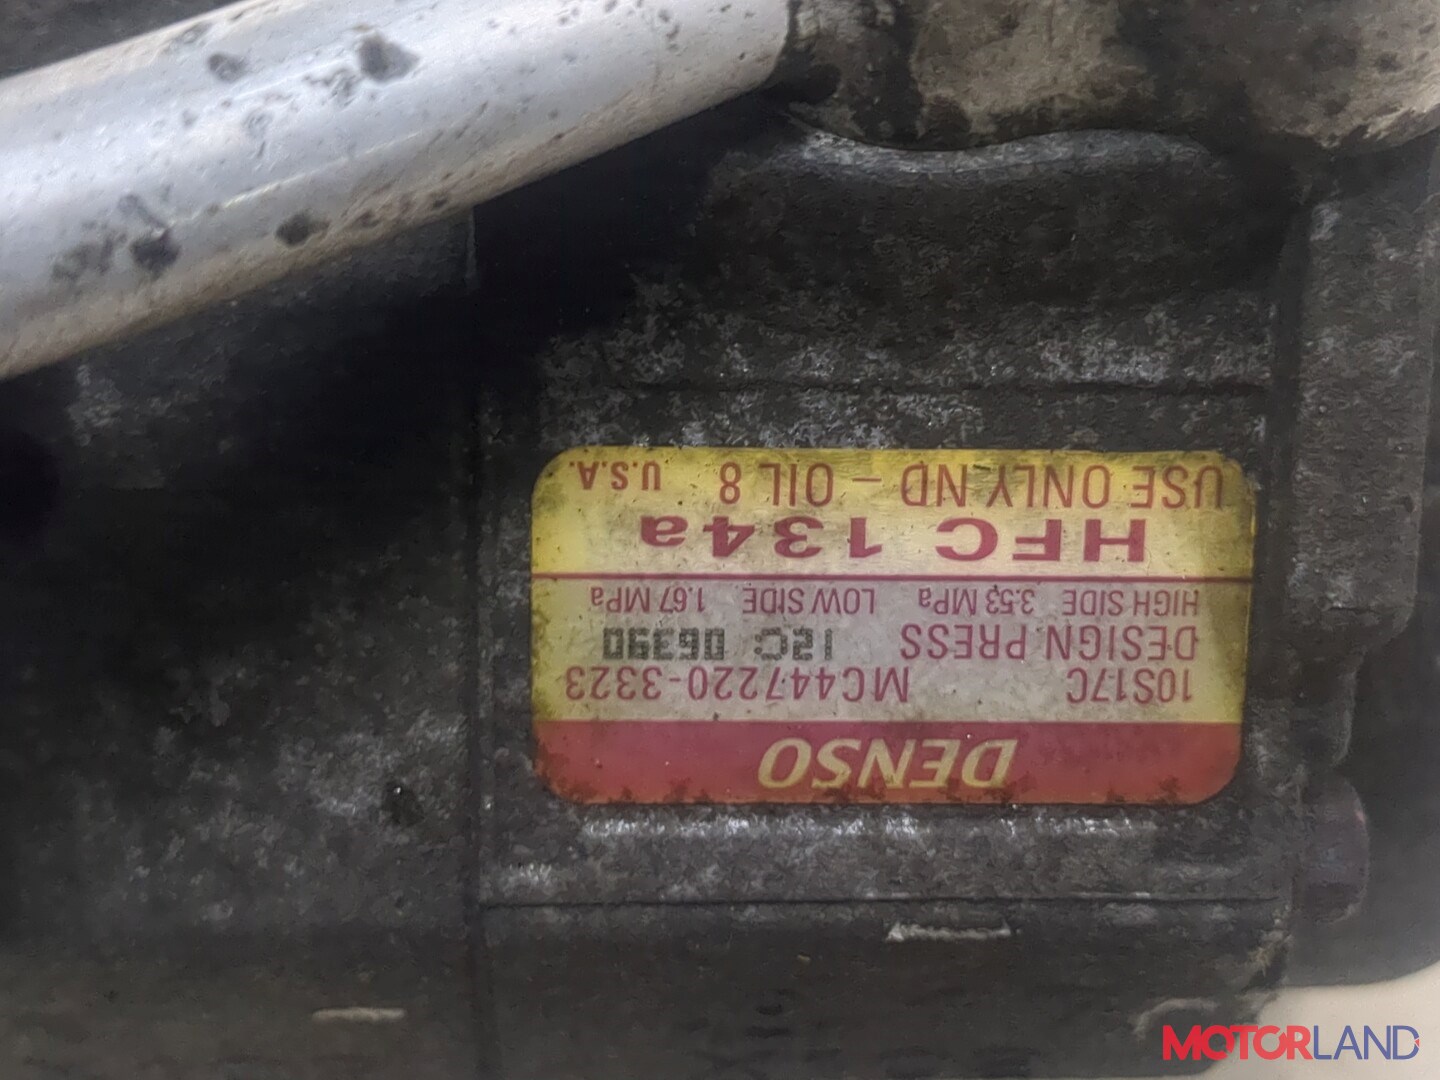 DENSO
10S17C MC447220-3323
DESIGN PRESS 12C 06390
HIGH SIDE 3.53 MPa LOW SIDE 1.67 MPa
HFC 134a
USE ONLY ND - OIL 8 U.S.A.
MOTORLAND